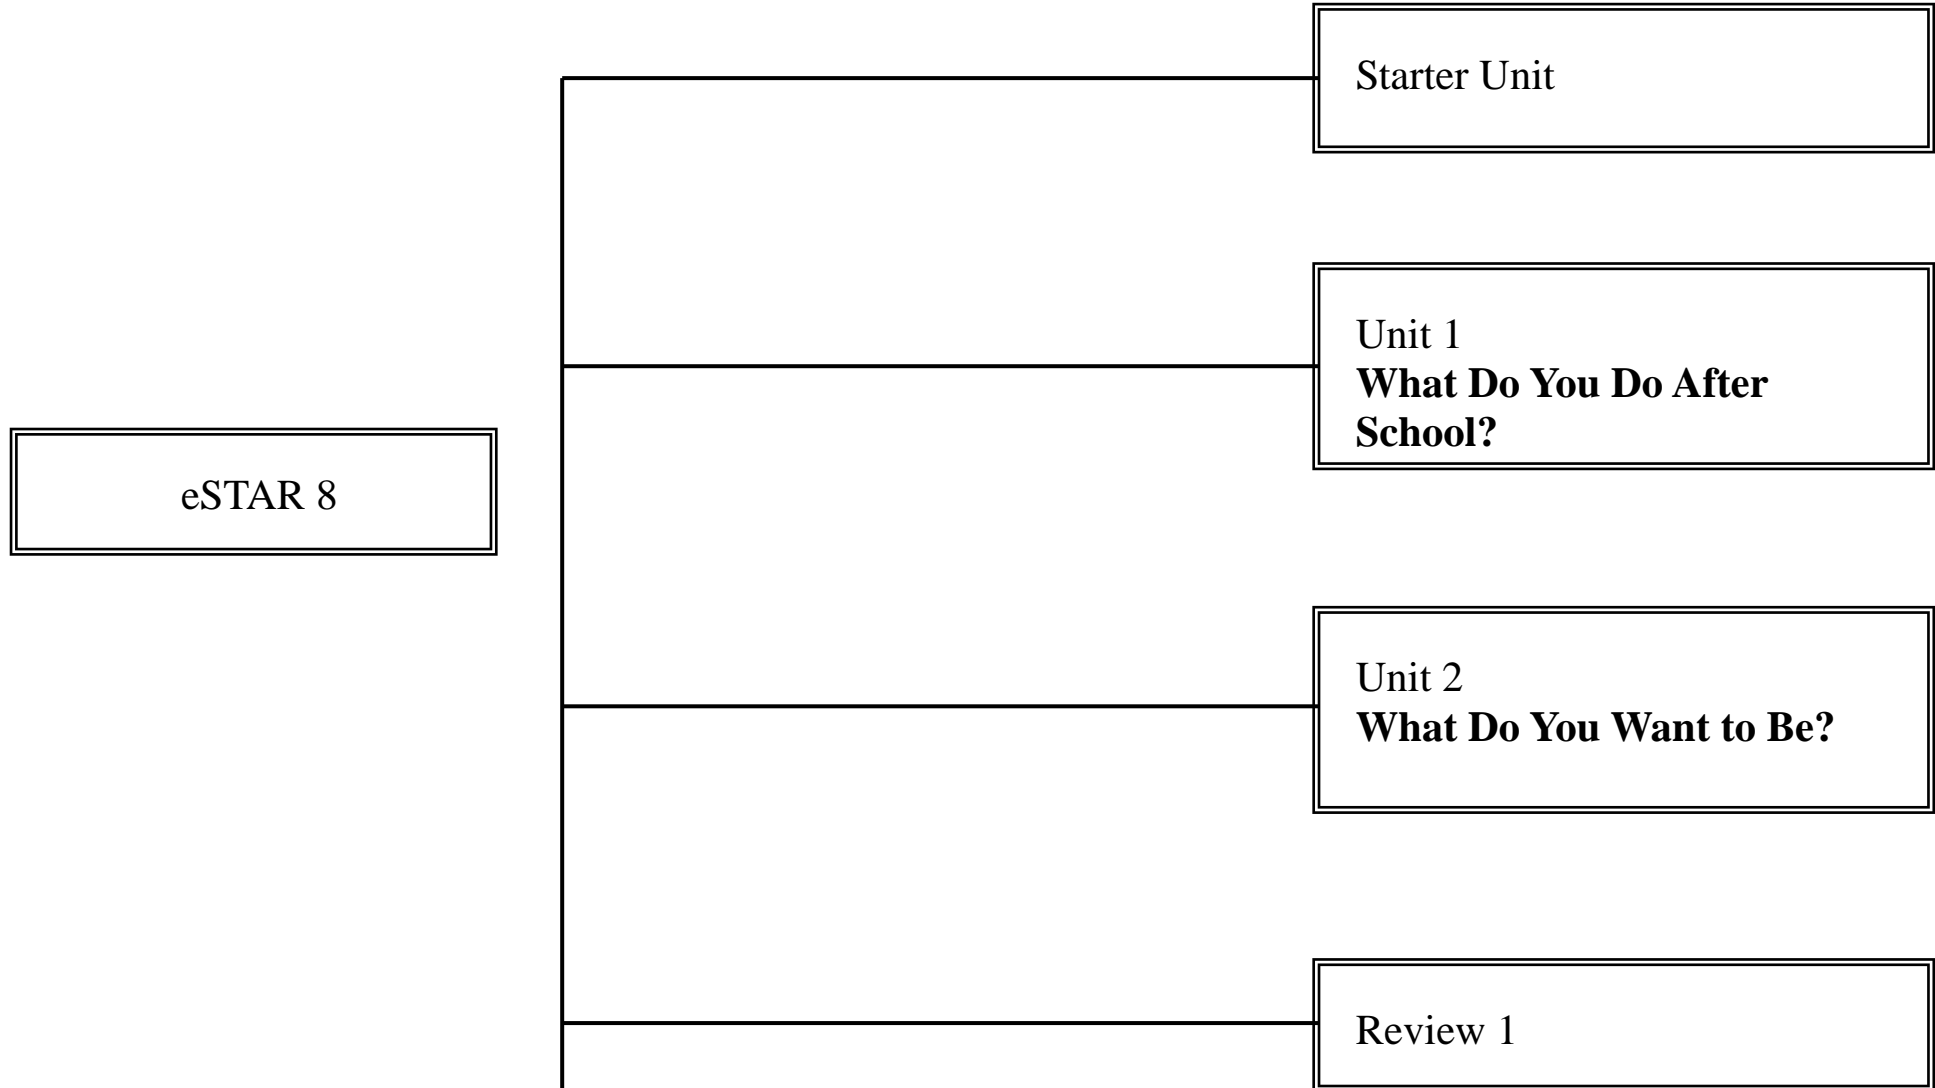 Starter Unit
Unit 1
What Do You Do After
School?
eSTAR 8
Unit 2
What Do You Want to Be?
Review 1